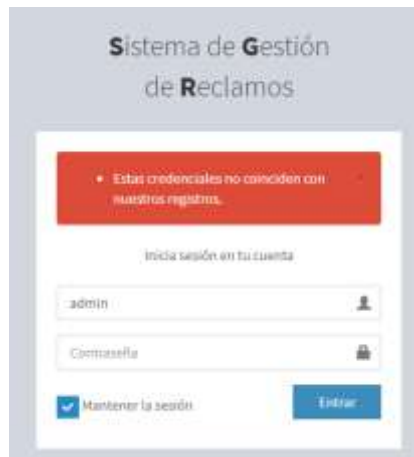 Sistema de Gestión
de Reclamos
Estas credenciales no coinciden con
nuestros registros.
Inicia sesión en tu cuenta
admin
Contraseña
Mantener la sesión
Entrar